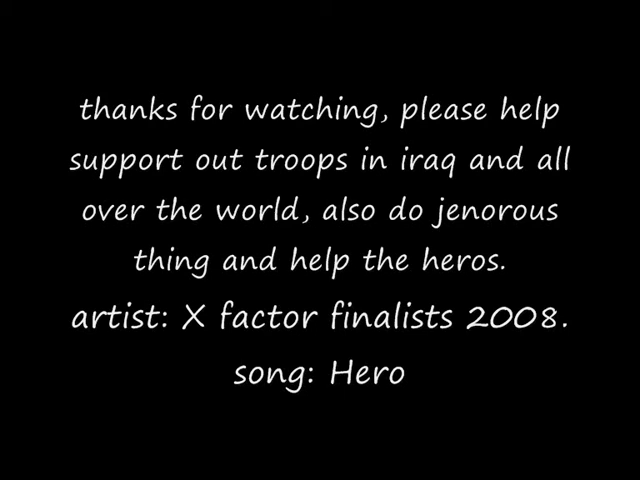 thanks for watching, please help
support out troops in iraq and all
over the world, also do jenorous
thing and help the heros.
artist: X factor finalists 2008.
song: Hero